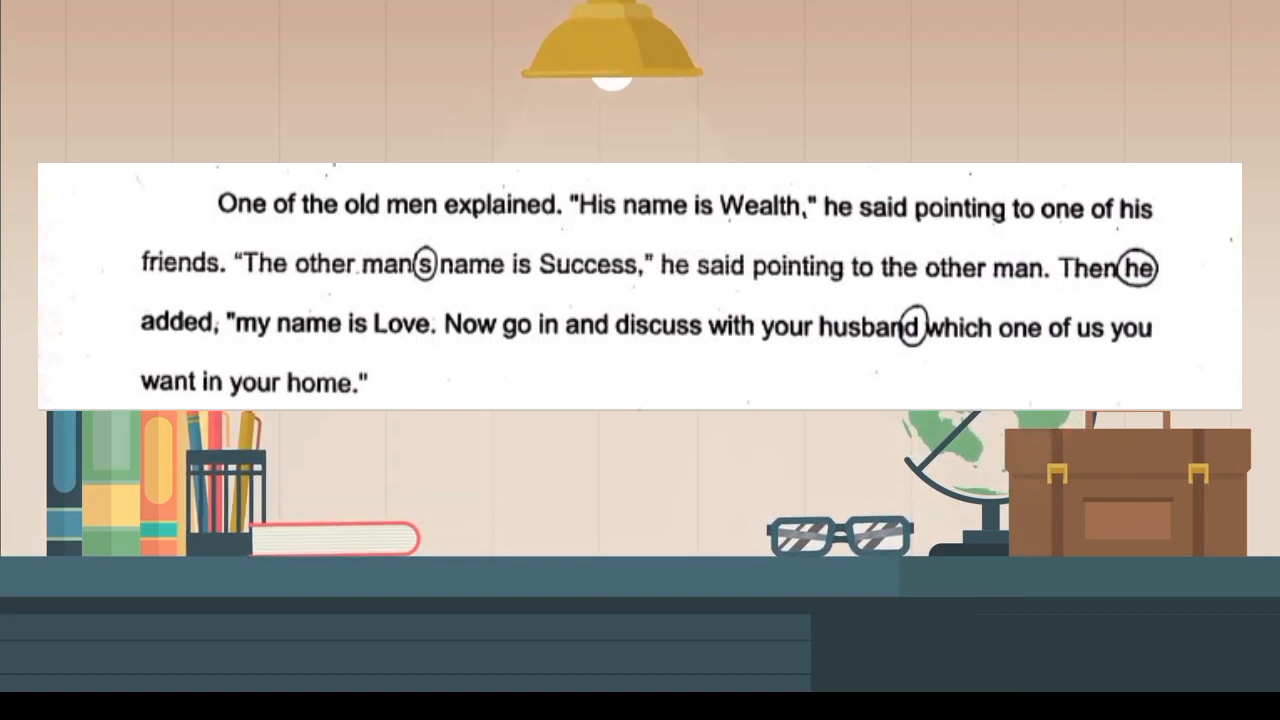 One of the old men explained. "His name is Wealth," he said pointing to one of his
friends. "The other mans name is Success," he said pointing to the other man. Then he
added, "my name is Love. Now go in and discuss with your husband which one of us you
want in your home."